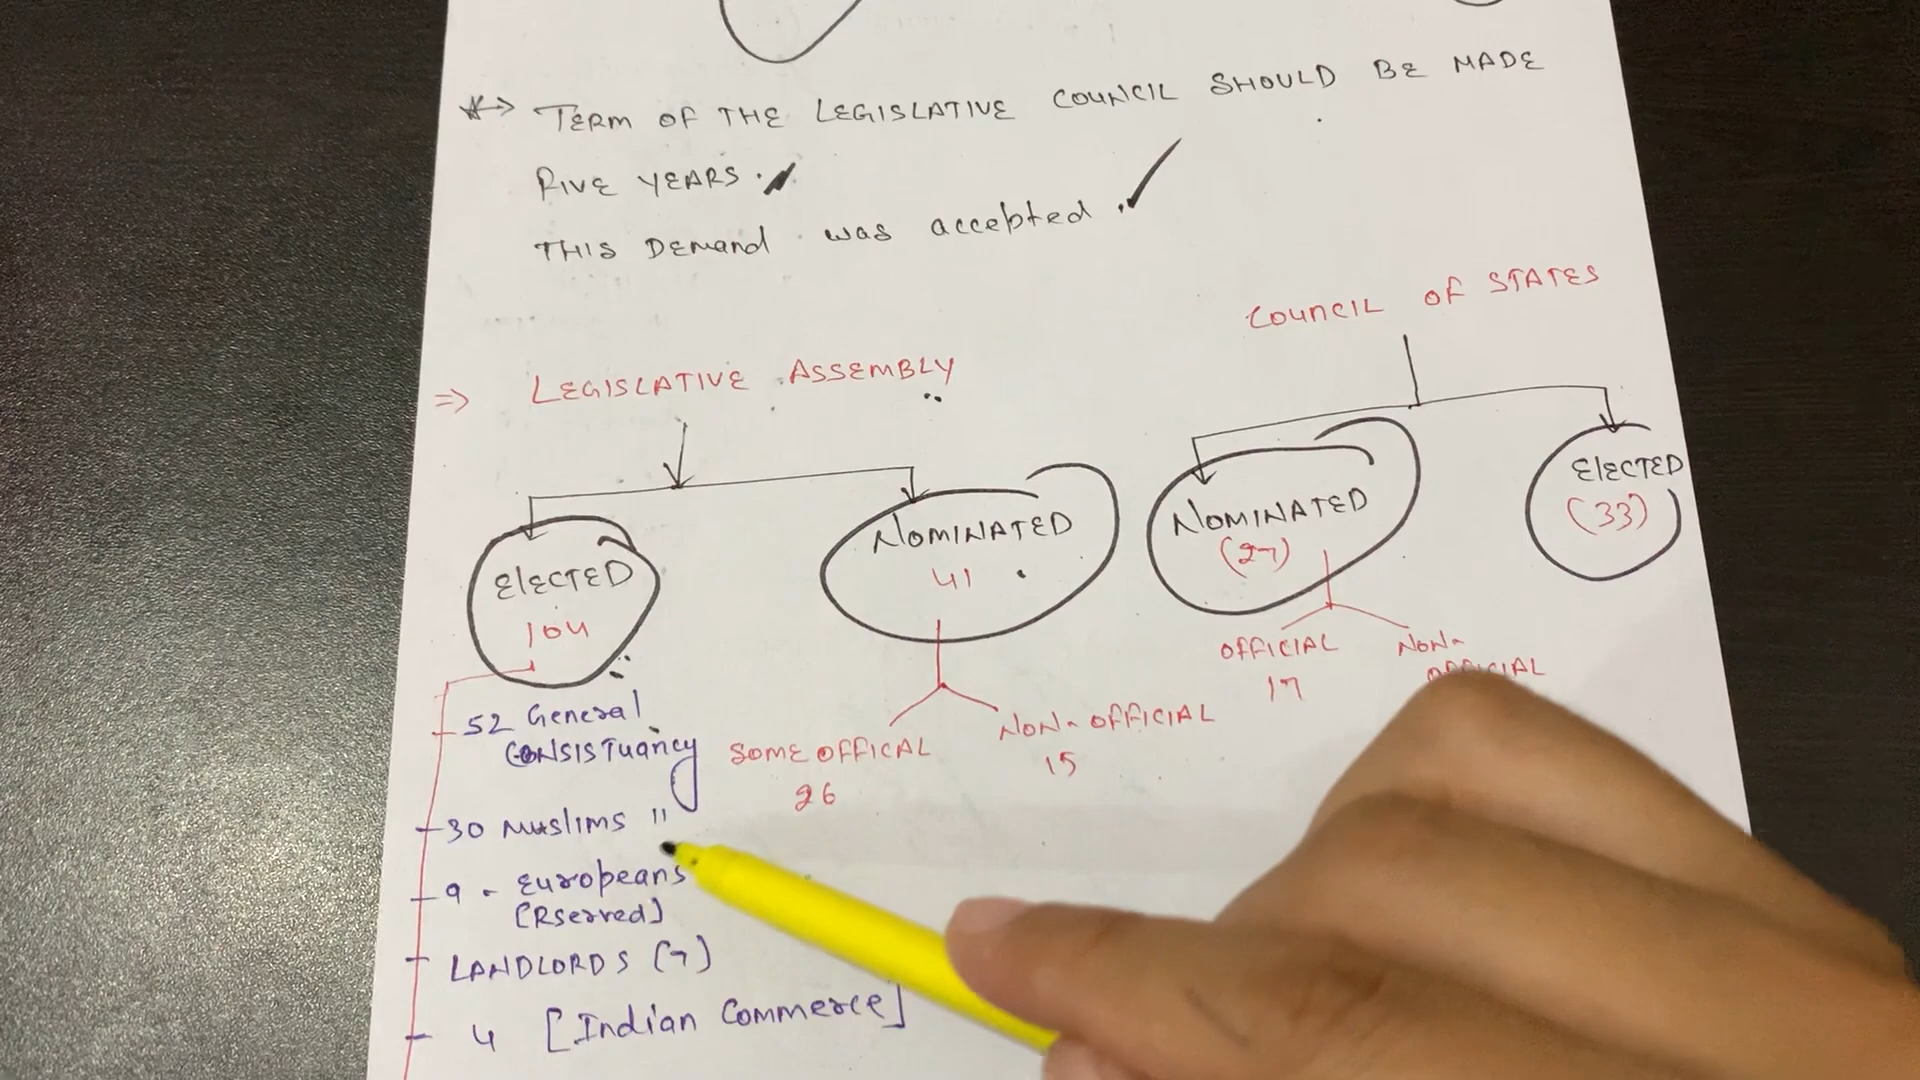 TERM OF THE LEGISLATIVE COUNCIL SHOULD BE MADE
FIVE YEARS.
THIS DEMAND was accepted.
COUNCIL OF STATES
⇒ LEGISLATIVE ASSEMBLY
ELECTED
104
NOMINATED
41
NOMINATED
(27)
ELECTED
(33)
OFFICIAL
17
NON-
OFFICIAL
52 General
CONSISTuancy
SOME OFFICAL
26
NON-OFFICIAL
15
30 Muslims "
9 - Europeans
[Rserved]
LANDLORDS (7)
4 [Indian Commerce]